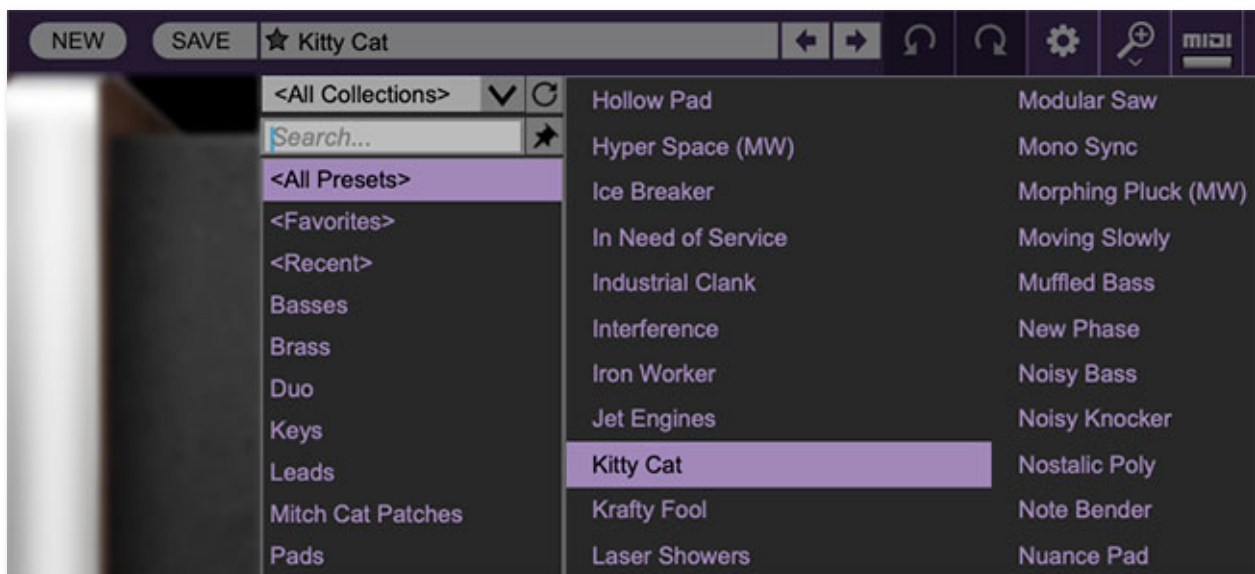 NEW
SAVE
Kitty Cat
MIDI
<All Collections>
Search...
<All Presets>
<Favorites>
<Recent>
Basses
Brass
Duo
Keys
Leads
Mitch Cat Patches
Pads
Hollow Pad
Hyper Space (MW)
Ice Breaker
In Need of Service
Industrial Clank
Interference
Iron Worker
Jet Engines
Kitty Cat
Krafty Fool
Laser Showers
Modular Saw
Mono Sync
Morphing Pluck (MW)
Moving Slowly
Muffled Bass
New Phase
Noisy Bass
Noisy Knocker
Nostalic Poly
Note Bender
Nuance Pad